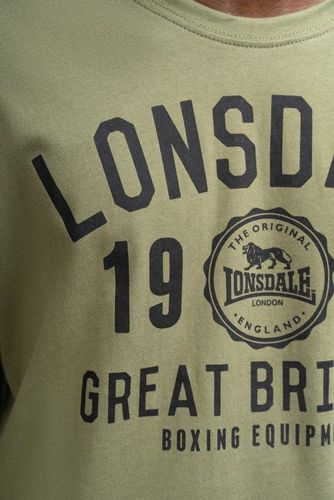 LONSDA
19
THE ORIGINAL
LONSDALE
LONDON
· ENGLAND ·
GREAT BRI
BOXING EQUIPM